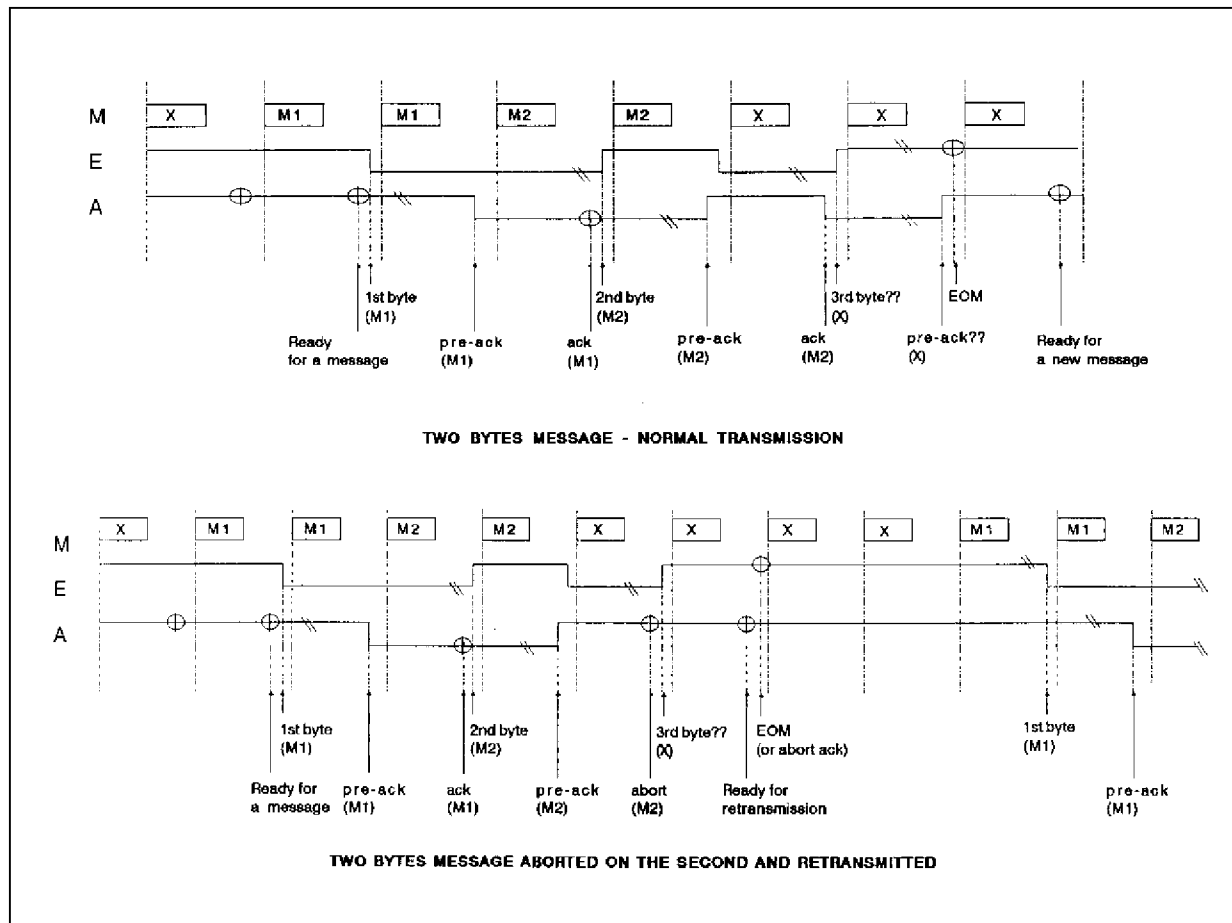 M X M1 M1 M2 M2 X X X
E
A
1st byte 2nd byte 3rd byte?? EOM
(M1) (M2) (X)
Ready pre-ack ack pre-ack ack pre-ack?? Ready for
for a message (M1) (M1) (M2) (M2) (X) a new message
TWO BYTES MESSAGE - NORMAL TRANSMISSION
X M1 M1 M2 M2 X X X X M1 M1 M2
M
E
A
1st byte 2nd byte 3rd byte?? EOM 1st byte
(M1) (M2) (X) (or abort ack) (M1)
Ready for pre-ack ack pre-ack abort Ready for pre-ack
a message (M1) (M1) (M2) (M2) retransmission (M1)
TWO BYTES MESSAGE ABORTED ON THE SECOND AND RETRANSMITTED